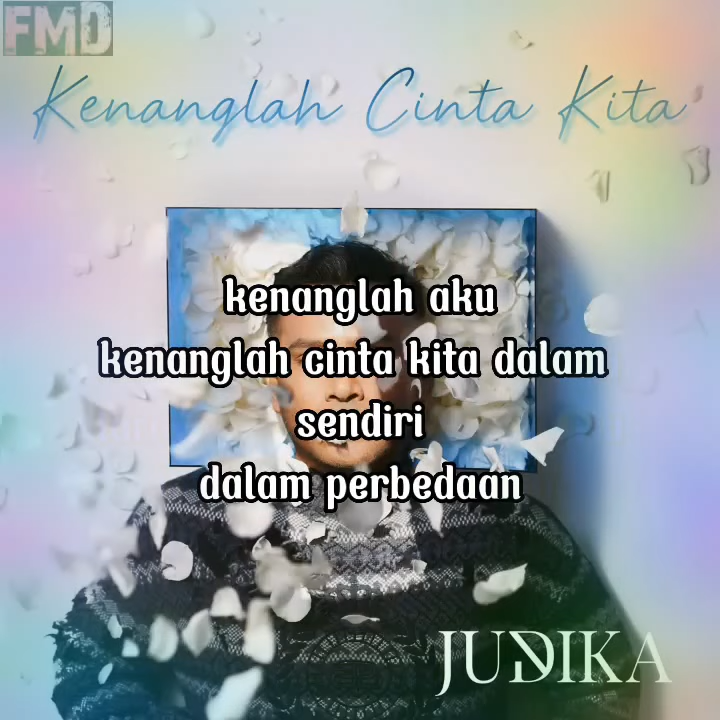 FMD
Kenanglah Cinta Kita
kenanglah aku
kenanglah cinta kita dalam
sendiri
dalam perbedaan
JUDIKA